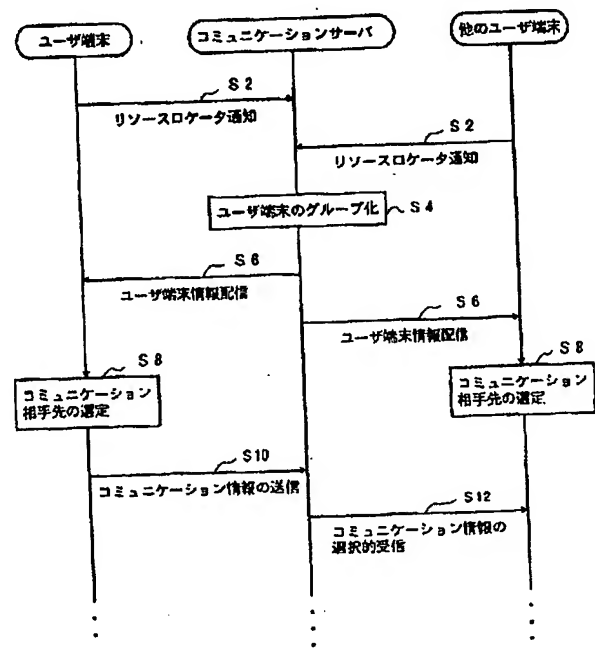 ユーザ端末
コミュニケーションサーバ
他のユーザ端末
S2
リソースロケータ通知
S2
リソースロケータ通知
ユーザ端末のグループ化
S4
S6
ユーザ端末情報配信
S6
ユーザ端末情報配信
S8
コミュニケーション
相手先の選定
S8
コミュニケーション
相手先の選定
S10
コミュニケーション情報の送信
S12
コミュニケーション情報の
選択的受信